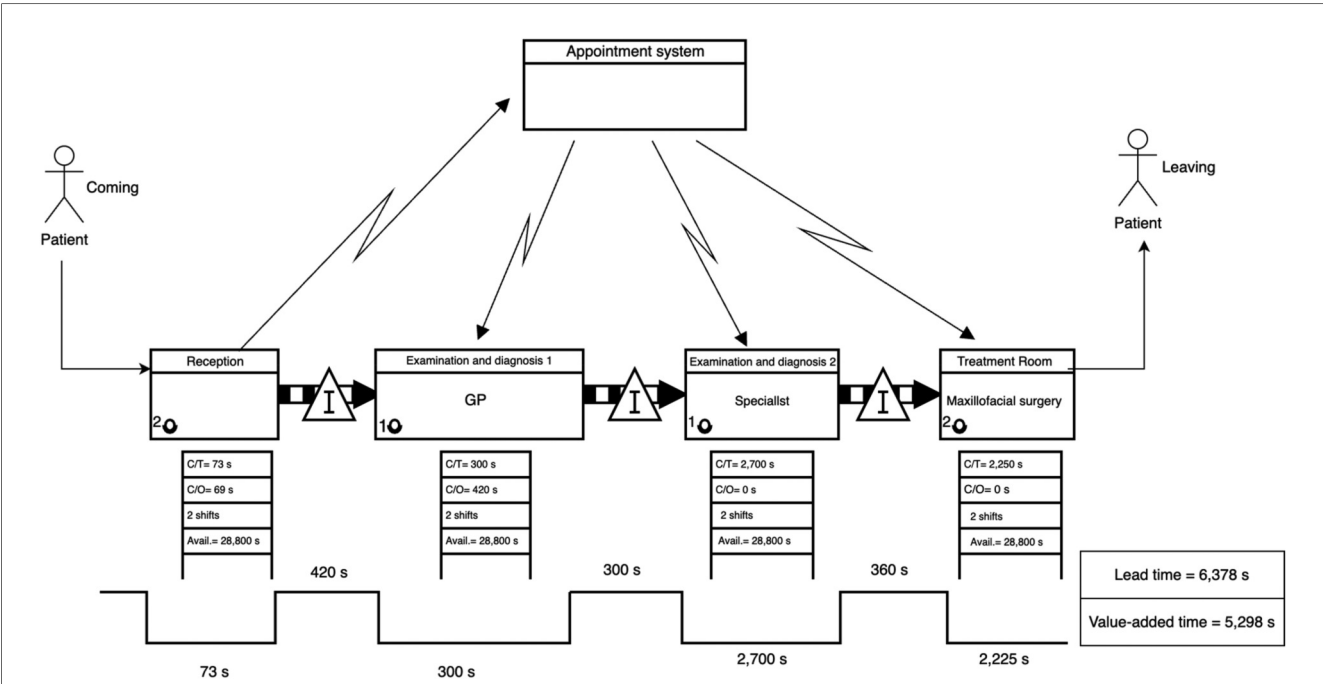 Appointment system
Coming
Patient
Leaving
Patient
Reception
2
Examination and diagnosis 1
GP
1
Examination and diagnosis 2
Speciallst
1
Treatment Room
Maxillofacial surgery
2
I
I
I
C/T= 73 s
C/O= 69 s
2 shifts
Avail.= 28,800 s
C/T= 300 s
C/O= 420 s
2 shifts
Avail.= 28,800 s
C/T= 2,700 s
C/O= 0 s
2 shifts
Avail.= 28,800 s
C/T= 2,250 s
C/O= 0 s
2 shifts
Avail.= 28,800 s
420 s
300 s
360 s
73 s
300 s
2,700 s
2,225 s
Lead time = 6,378 s
Value-added time = 5,298 s